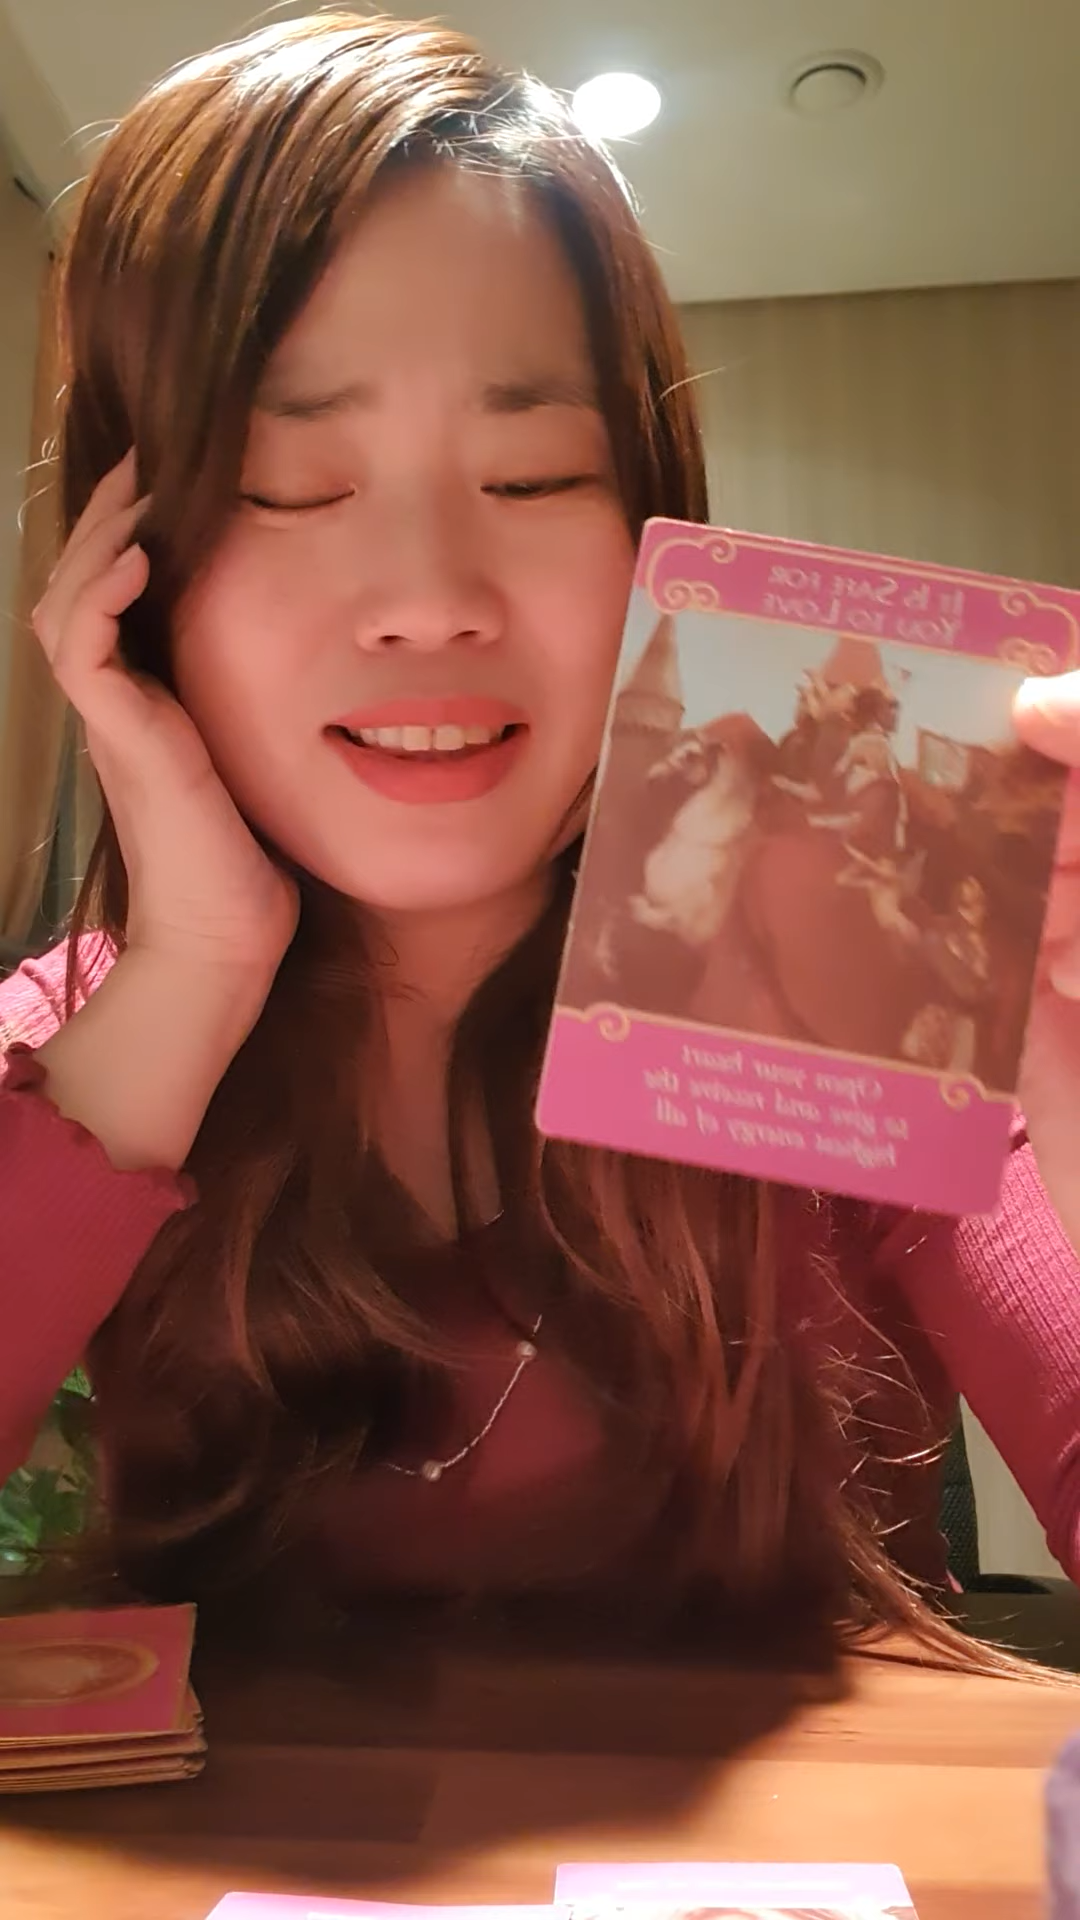 It Is Safe for
You to Love
Open your heart
to give and receive the
highest energy of all.